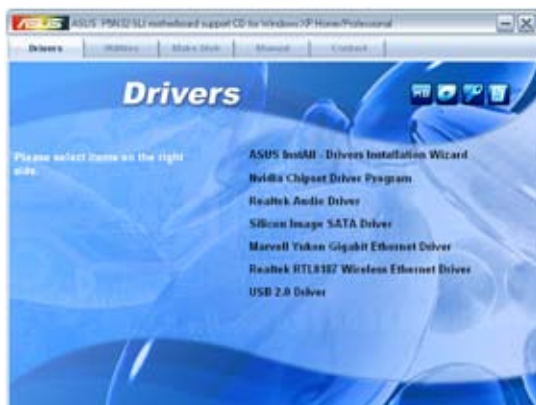 ASUS ASUS P5N32-SLI motherboard support CD for Windows XP Home/Professional
Drivers Utilities Make Disk Manual Contact
Drivers
Please select items on the right
side.
ASUS InstAll - Drivers Installation Wizard
Nvidia Chipset Driver Program
Realtek Audio Driver
Silicon Image SATA Driver
Marvell Yukon Gigabit Ethernet Driver
Realtek RTL8187 Wireless Ethernet Driver
USB 2.0 Driver